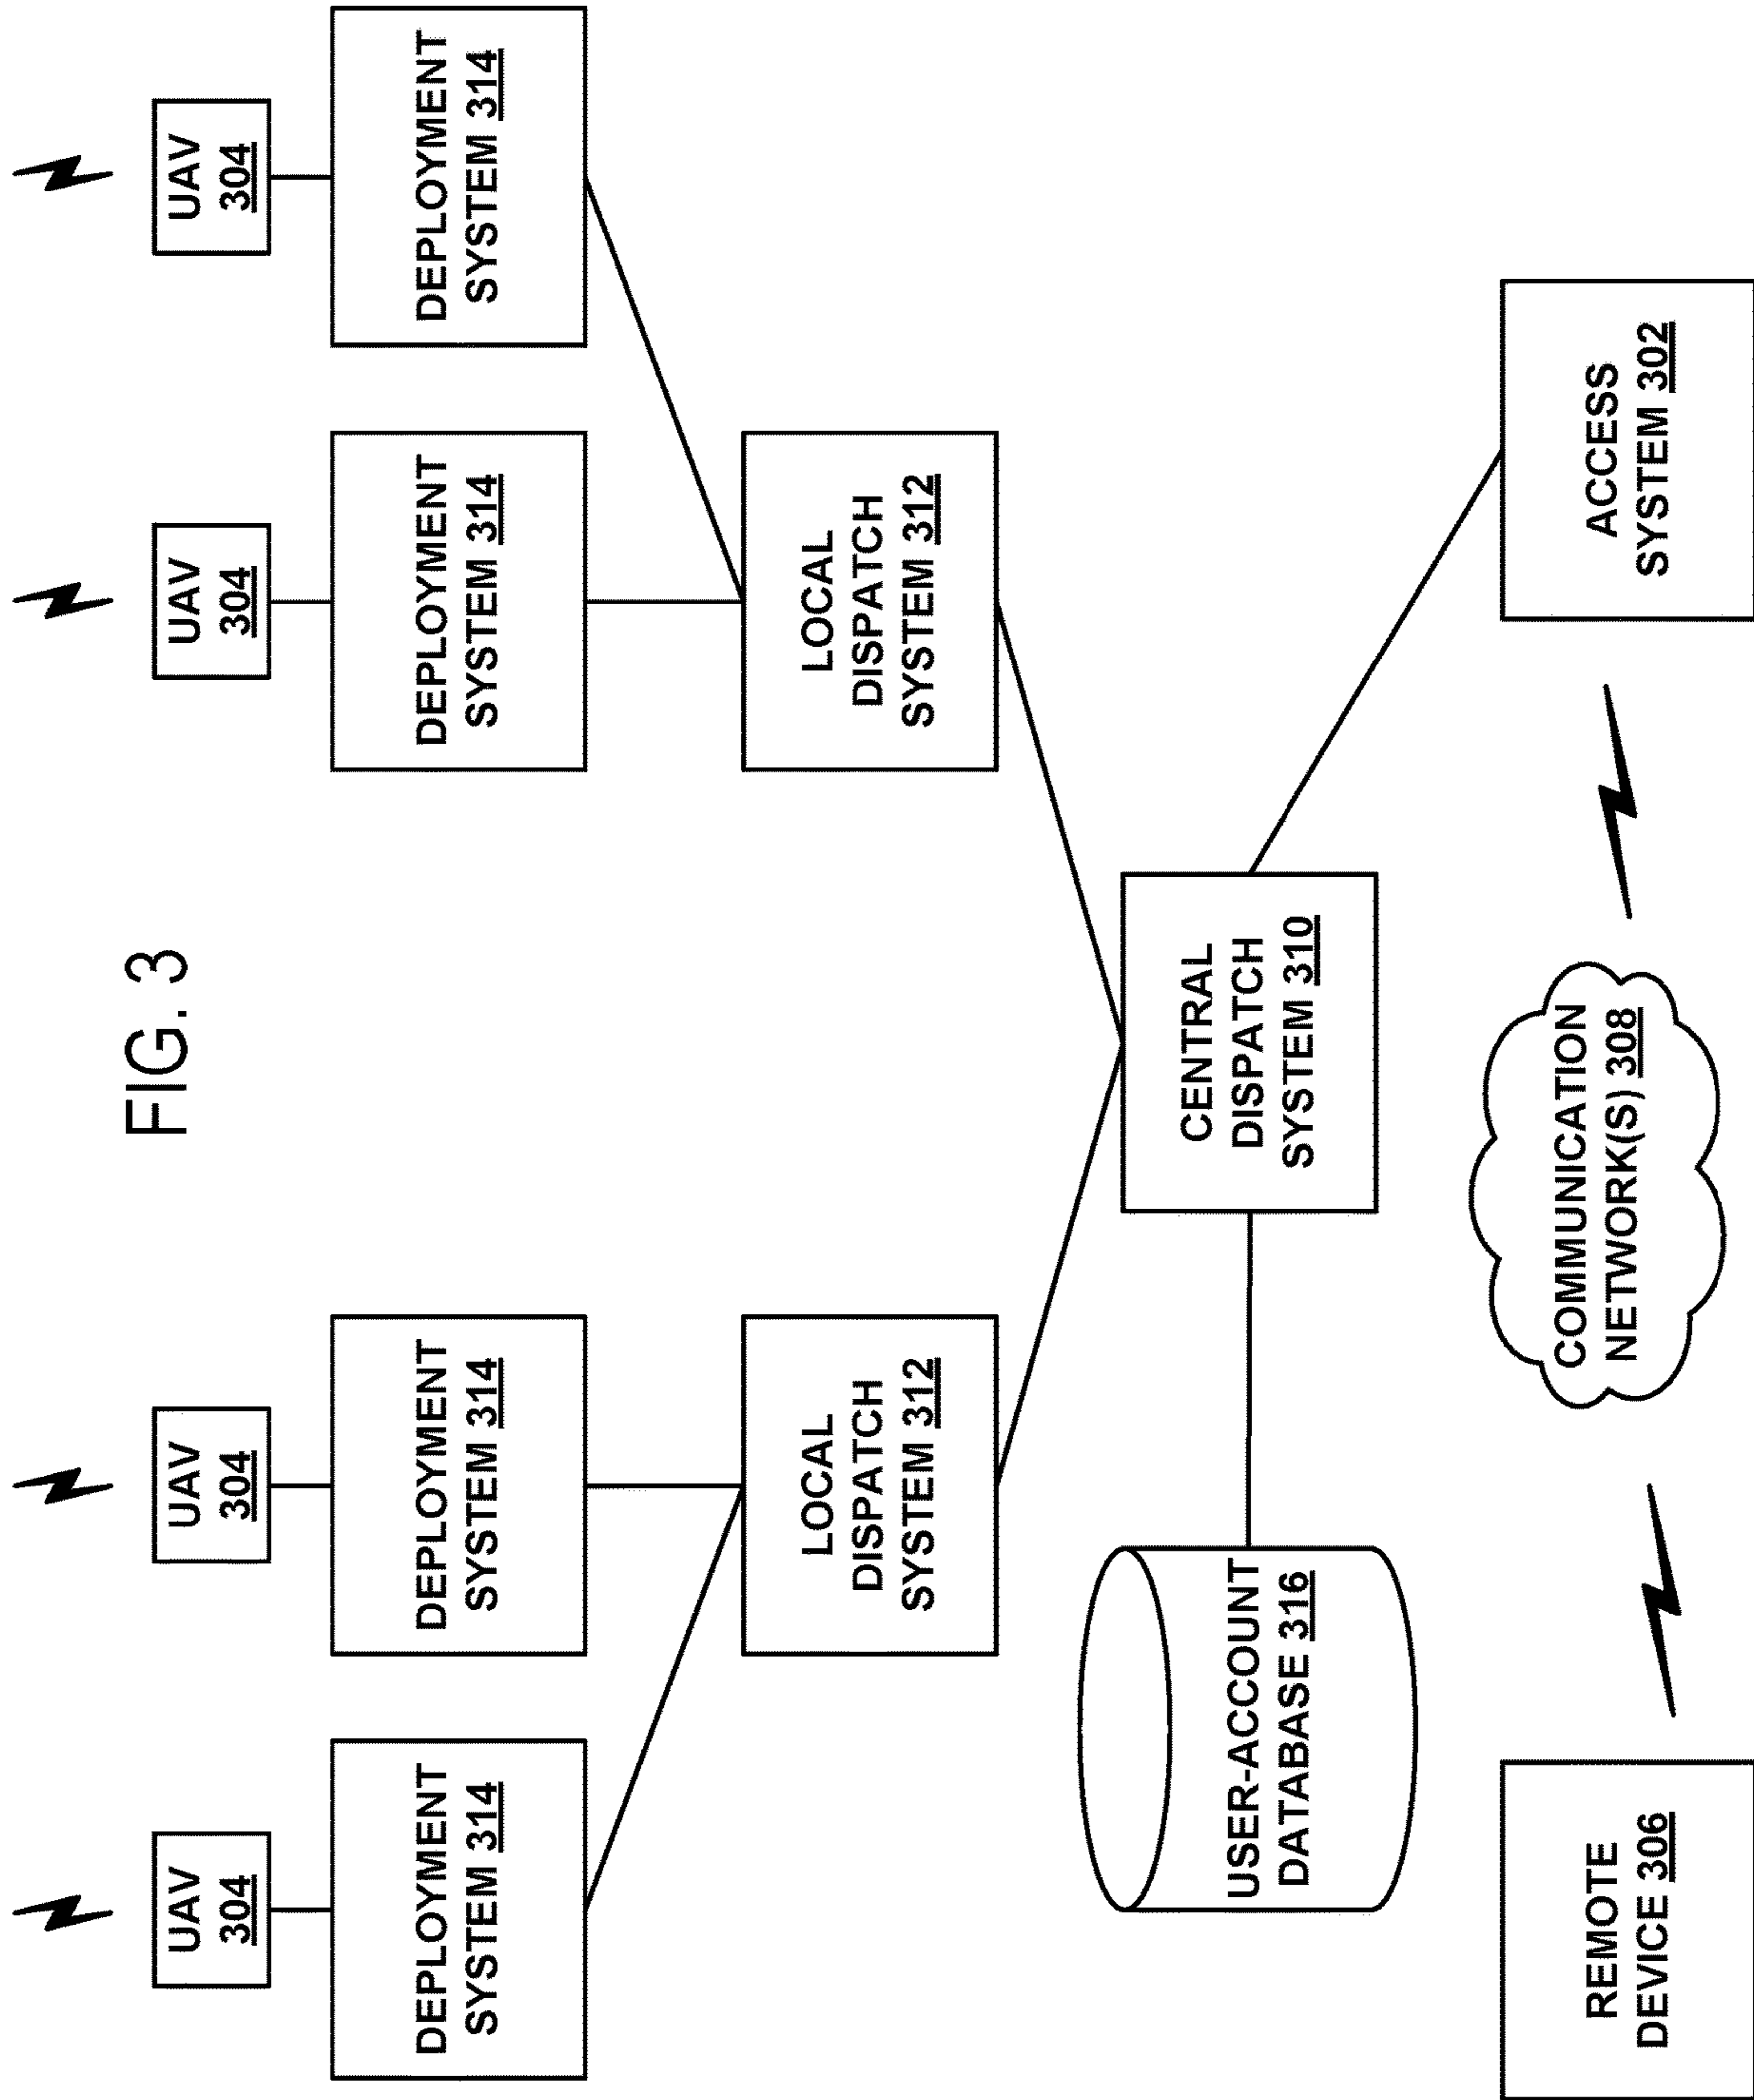 FIG. 3
UAV
304
UAV
304
UAV
304
UAV
304
DEPLOYMENT
SYSTEM 314
DEPLOYMENT
SYSTEM 314
DEPLOYMENT
SYSTEM 314
DEPLOYMENT
SYSTEM 314
LOCAL
DISPATCH
SYSTEM 312
LOCAL
DISPATCH
SYSTEM 312
USER-ACCOUNT
DATABASE 316
CENTRAL
DISPATCH
SYSTEM 310
REMOTE
DEVICE 306
COMMUNICATION
NETWORK(S) 308
ACCESS
SYSTEM 302